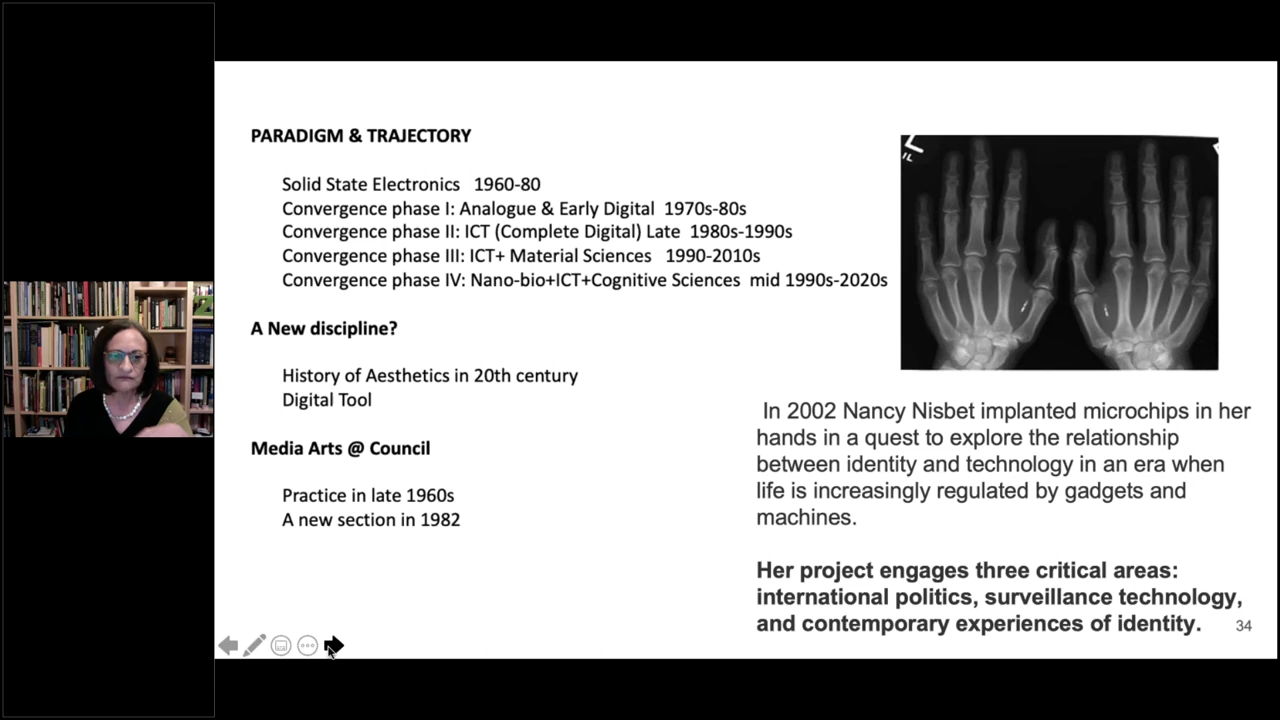 PARADIGM & TRAJECTORY
Solid State Electronics 1960-80
Convergence phase I: Analogue & Early Digital 1970s-80s
Convergence phase II: ICT (Complete Digital) Late 1980s-1990s
Convergence phase III: ICT+ Material Sciences 1990-2010s
Convergence phase IV: Nano-bio+ICT+Cognitive Sciences mid 1990s-2020s
A New discipline?
History of Aesthetics in 20th century
Digital Tool
Media Arts @ Council
Practice in late 1960s
A new section in 1982
In 2002 Nancy Nisbet implanted microchips in her
hands in a quest to explore the relationship
between identity and technology in an era when
life is increasingly regulated by gadgets and
machines.
Her project engages three critical areas:
international politics, surveillance technology,
and contemporary experiences of identity.
34